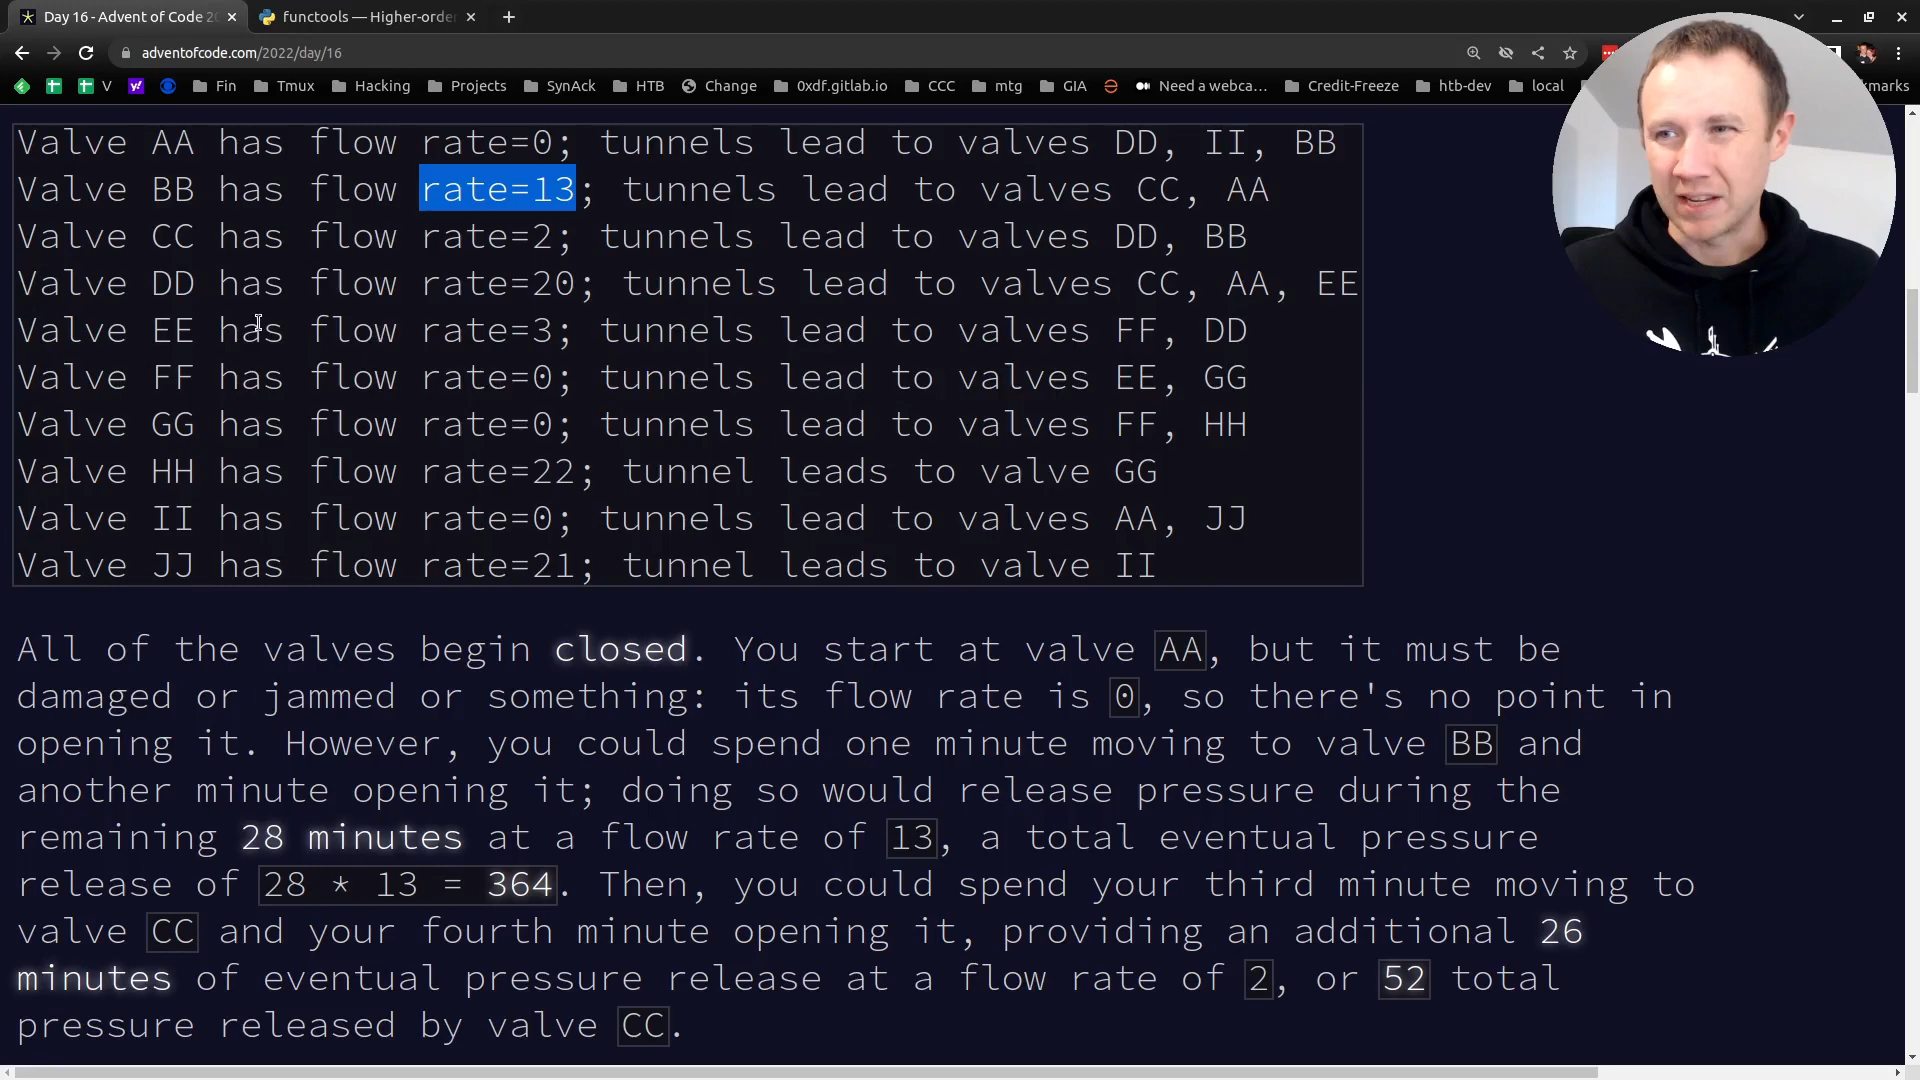 Day 16 - Advent of Code 20
functools — Higher-order
adventofcode.com/2022/day/16
V
Fin
Tmux
Hacking
Projects
SynAck
HTB
Change
0xdf.gitlab.io
CCC
mtg
GIA
Need a webca...
Credit-Freeze
htb-dev
local
kmarks
Valve AA has flow rate=0; tunnels lead to valves DD, II, BB
Valve BB has flow rate=13; tunnels lead to valves CC, AA
Valve CC has flow rate=2; tunnels lead to valves DD, BB
Valve DD has flow rate=20; tunnels lead to valves CC, AA, EE
Valve EE has flow rate=3; tunnels lead to valves FF, DD
Valve FF has flow rate=0; tunnels lead to valves EE, GG
Valve GG has flow rate=0; tunnels lead to valves FF, HH
Valve HH has flow rate=22; tunnel leads to valve GG
Valve II has flow rate=0; tunnels lead to valves AA, JJ
Valve JJ has flow rate=21; tunnel leads to valve II
All of the valves begin closed. You start at valve AA, but it must be
damaged or jammed or something: its flow rate is 0, so there's no point in
opening it. However, you could spend one minute moving to valve BB and
another minute opening it; doing so would release pressure during the
remaining 28 minutes at a flow rate of 13, a total eventual pressure
release of 28 * 13 = 364. Then, you could spend your third minute moving to
valve CC and your fourth minute opening it, providing an additional 26
minutes of eventual pressure release at a flow rate of 2, or 52 total
pressure released by valve CC.